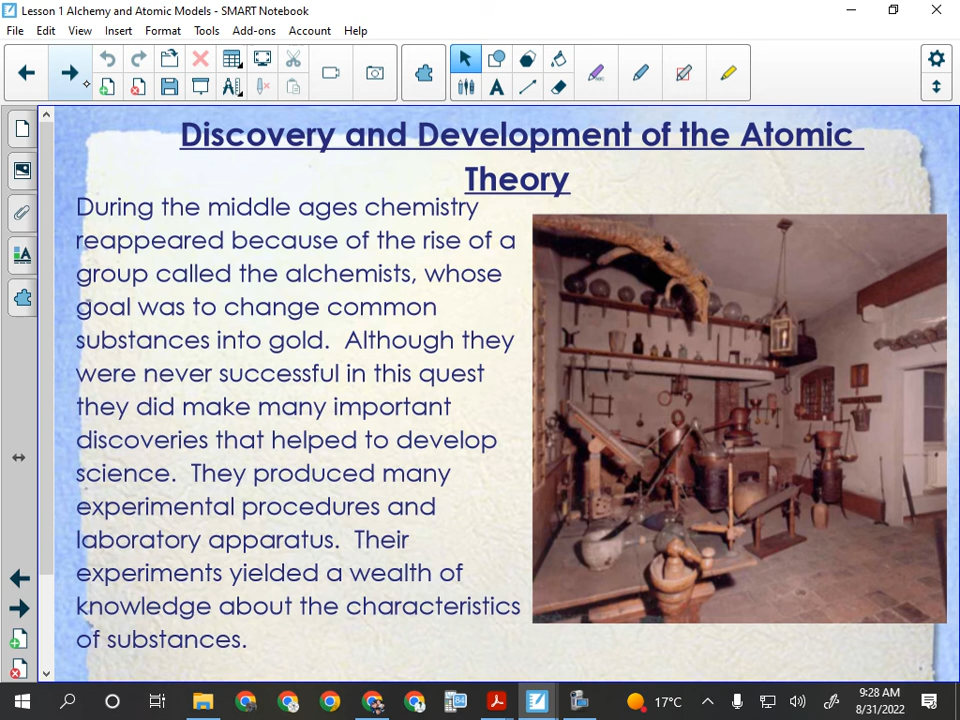 Lesson 1 Alchemy and Atomic Models - SMART Notebook
File Edit View Insert Format Tools Add-ons Account Help
Discovery and Development of the Atomic
Theory
During the middle ages chemistry
reappeared because of the rise of a
group called the alchemists, whose
goal was to change common
substances into gold.  Although they
were never successful in this quest
they did make many important
discoveries that helped to develop
science.  They produced many
experimental procedures and
laboratory apparatus.  Their
experiments yielded a wealth of
knowledge about the characteristics
of substances.
17°C
9:28 AM
8/31/2022